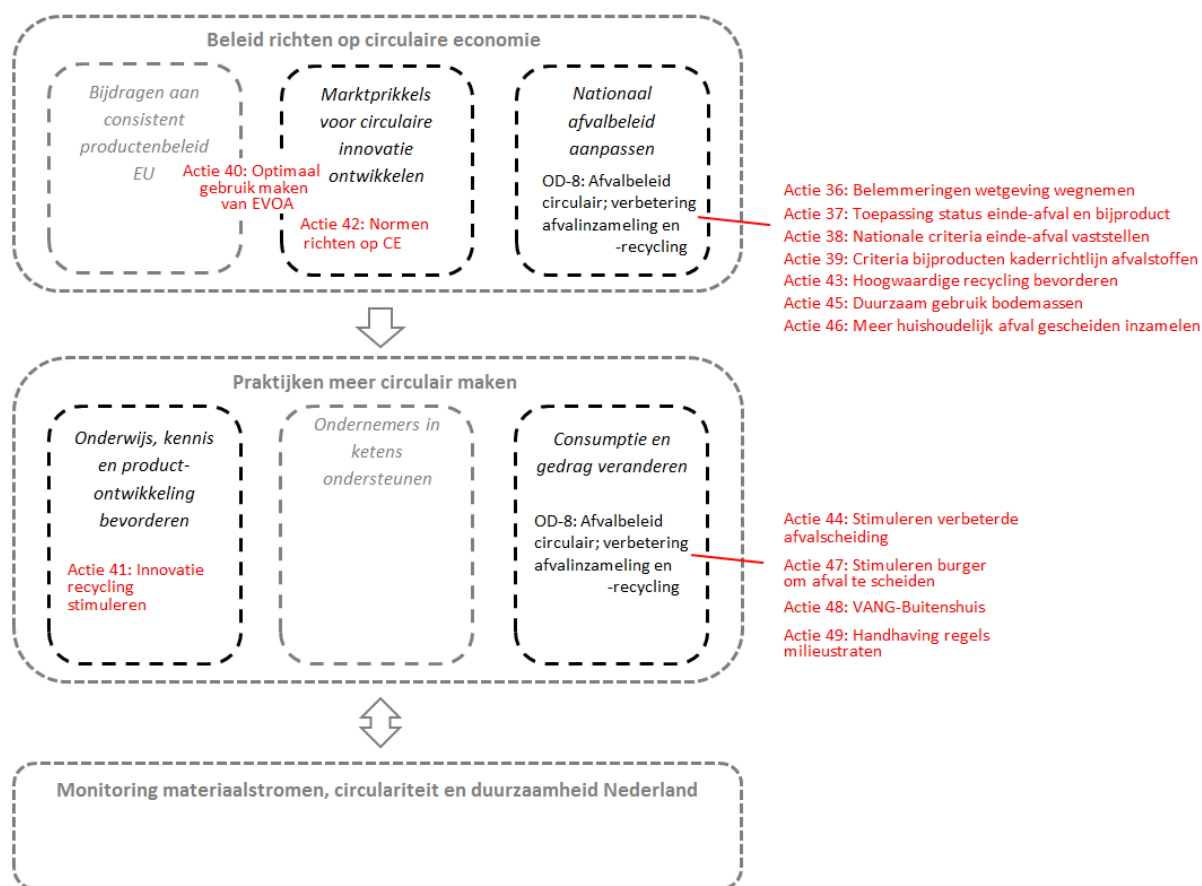 Beleid richten op circulaire economie
Bijdragen aan
consistent
productenbeleid
EU
Marktprikkels
voor circulaire
innovatie
ontwikkelen
Actie 40: Optimaal
gebruik maken
van EVOA
Actie 42: Normen
richten op CE
Nationaal
afvalbeleid
aanpassen
OD-8: Afvalbeleid
circulair; verbetering
afvalinzameling en
-recycling
Actie 36: Belemmeringen wetgeving wegnemen
Actie 37: Toepassing status einde-afval en bijproduct
Actie 38: Nationale criteria einde-afval vaststellen
Actie 39: Criteria bijproducten kaderrichtlijn afvalstoffen
Actie 43: Hoogwaardige recycling bevorderen
Actie 45: Duurzaam gebruik bodemassen
Actie 46: Meer huishoudelijk afval gescheiden inzamelen
Praktijken meer circulair maken
Onderwijs, kennis
en product-
ontwikkeling
bevorderen
Actie 41: Innovatie
recycling
stimuleren
Ondernemers in
ketens
ondersteunen
Consumptie en
gedrag veranderen
OD-8: Afvalbeleid
circulair; verbetering
afvalinzameling en
-recycling
Actie 44: Stimuleren verbeterde
afvalscheiding
Actie 47: Stimuleren burger
om afval te scheiden
Actie 48: VANG-Buitenshuis
Actie 49: Handhaving regels
milieustraten
Monitoring materiaalstromen, circulariteit en duurzaamheid Nederland